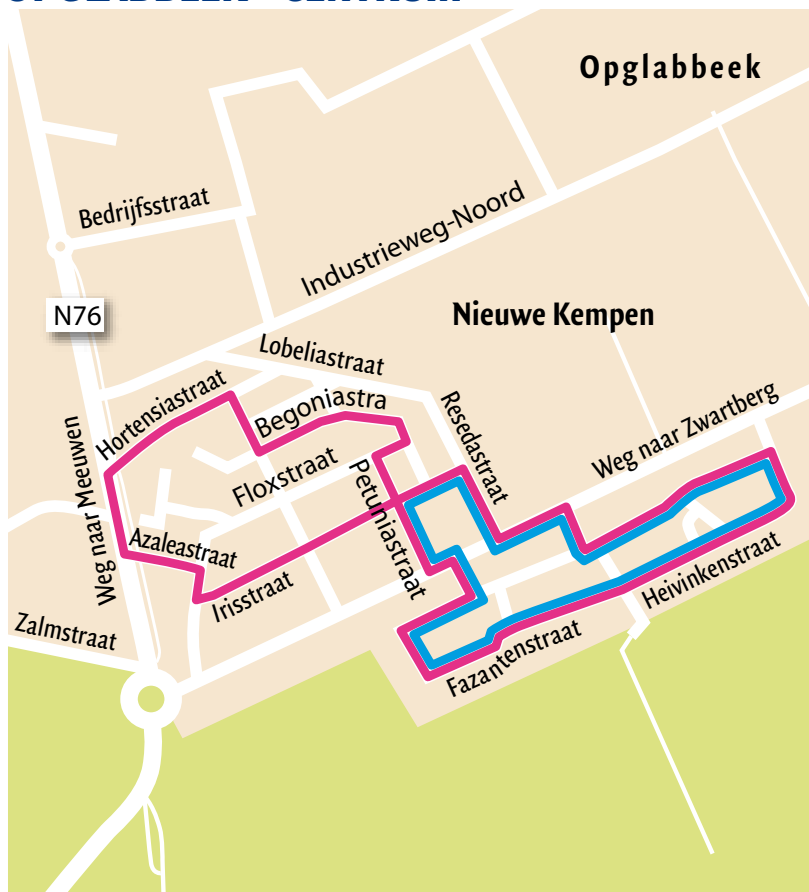 Opglabbeek
Bedrijfsstraat
Industrieweg-Noord
N76
Nieuwe Kempen
Lobeliastraat
Hortensiastraat
Begoniastra
Resedastraat
Weg naar Zwartberg
Weg naar Meeuwen
Floxstraat
Petuniastraat
Azaleastraat
Irisstraat
Heivinkenstraat
Zalmstraat
Fazantenstraat